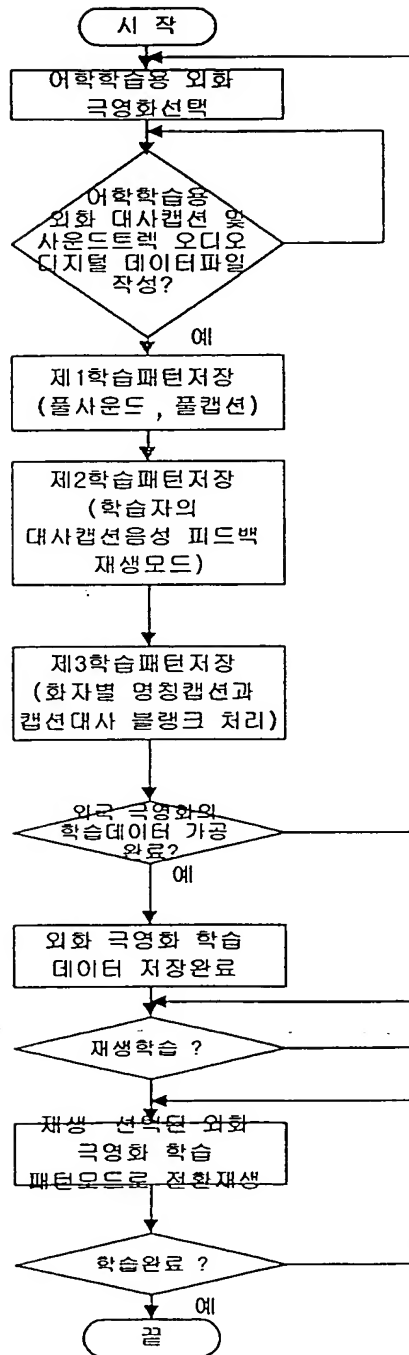 시 작
어학학습용 외화
극영화선택
어학학습용
외화 대사캡션 및
사운드트렉 오디오
디지털 데이터파일
작성?
예
제1학습패턴저장
(풀사운드 , 풀캡션)
제2학습패턴저장
(학습자의
대사캡션음성 피드백
재생모드)
제3학습패턴저장
(화자별 명칭캡션과
캡션대사 블랭크 처리)
외국 극영화의
학습데이터 가공
완료?
예
외화 극영화 학습
데이터 저장완료
재생학습 ?
재생 선택된 외화
극영화 학습
패턴모드로 전환재생
학습완료 ?
예
끝